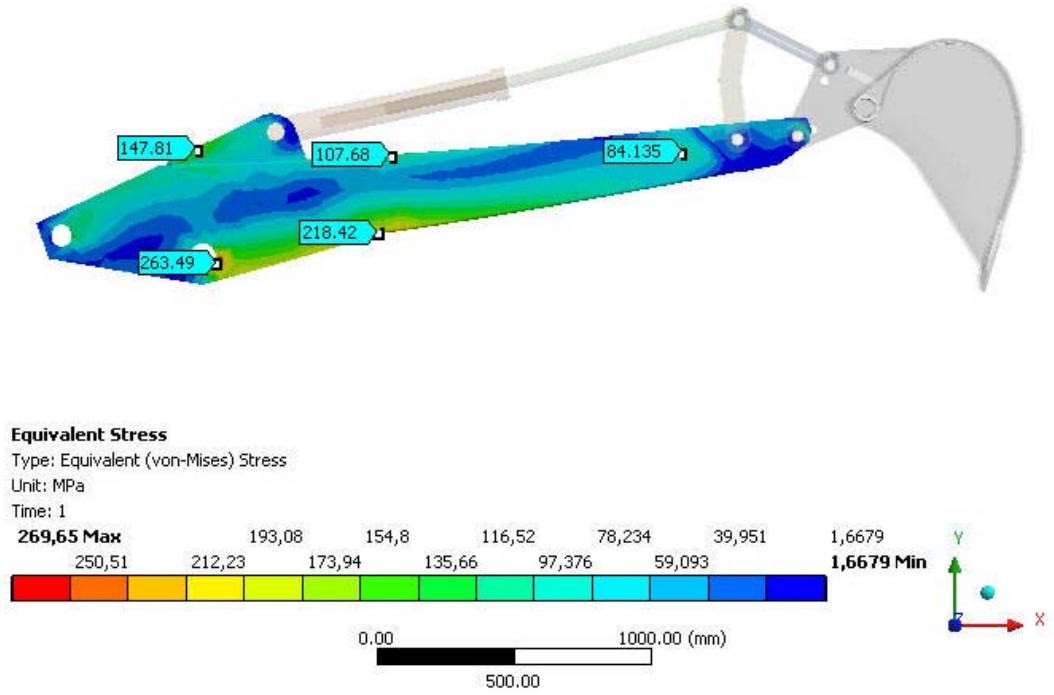 147.81
107.68
84.135
218.42
263.49
Equivalent Stress
Type: Equivalent (von-Mises) Stress
Unit: MPa
Time: 1
269,65 Max 193,08 154,8 116,52 78,234 39,951 1,6679
250,51 212,23 173,94 135,66 97,376 59,093 1,6679 Min
Y
Z X
0.00 1000.00 (mm)
500.00